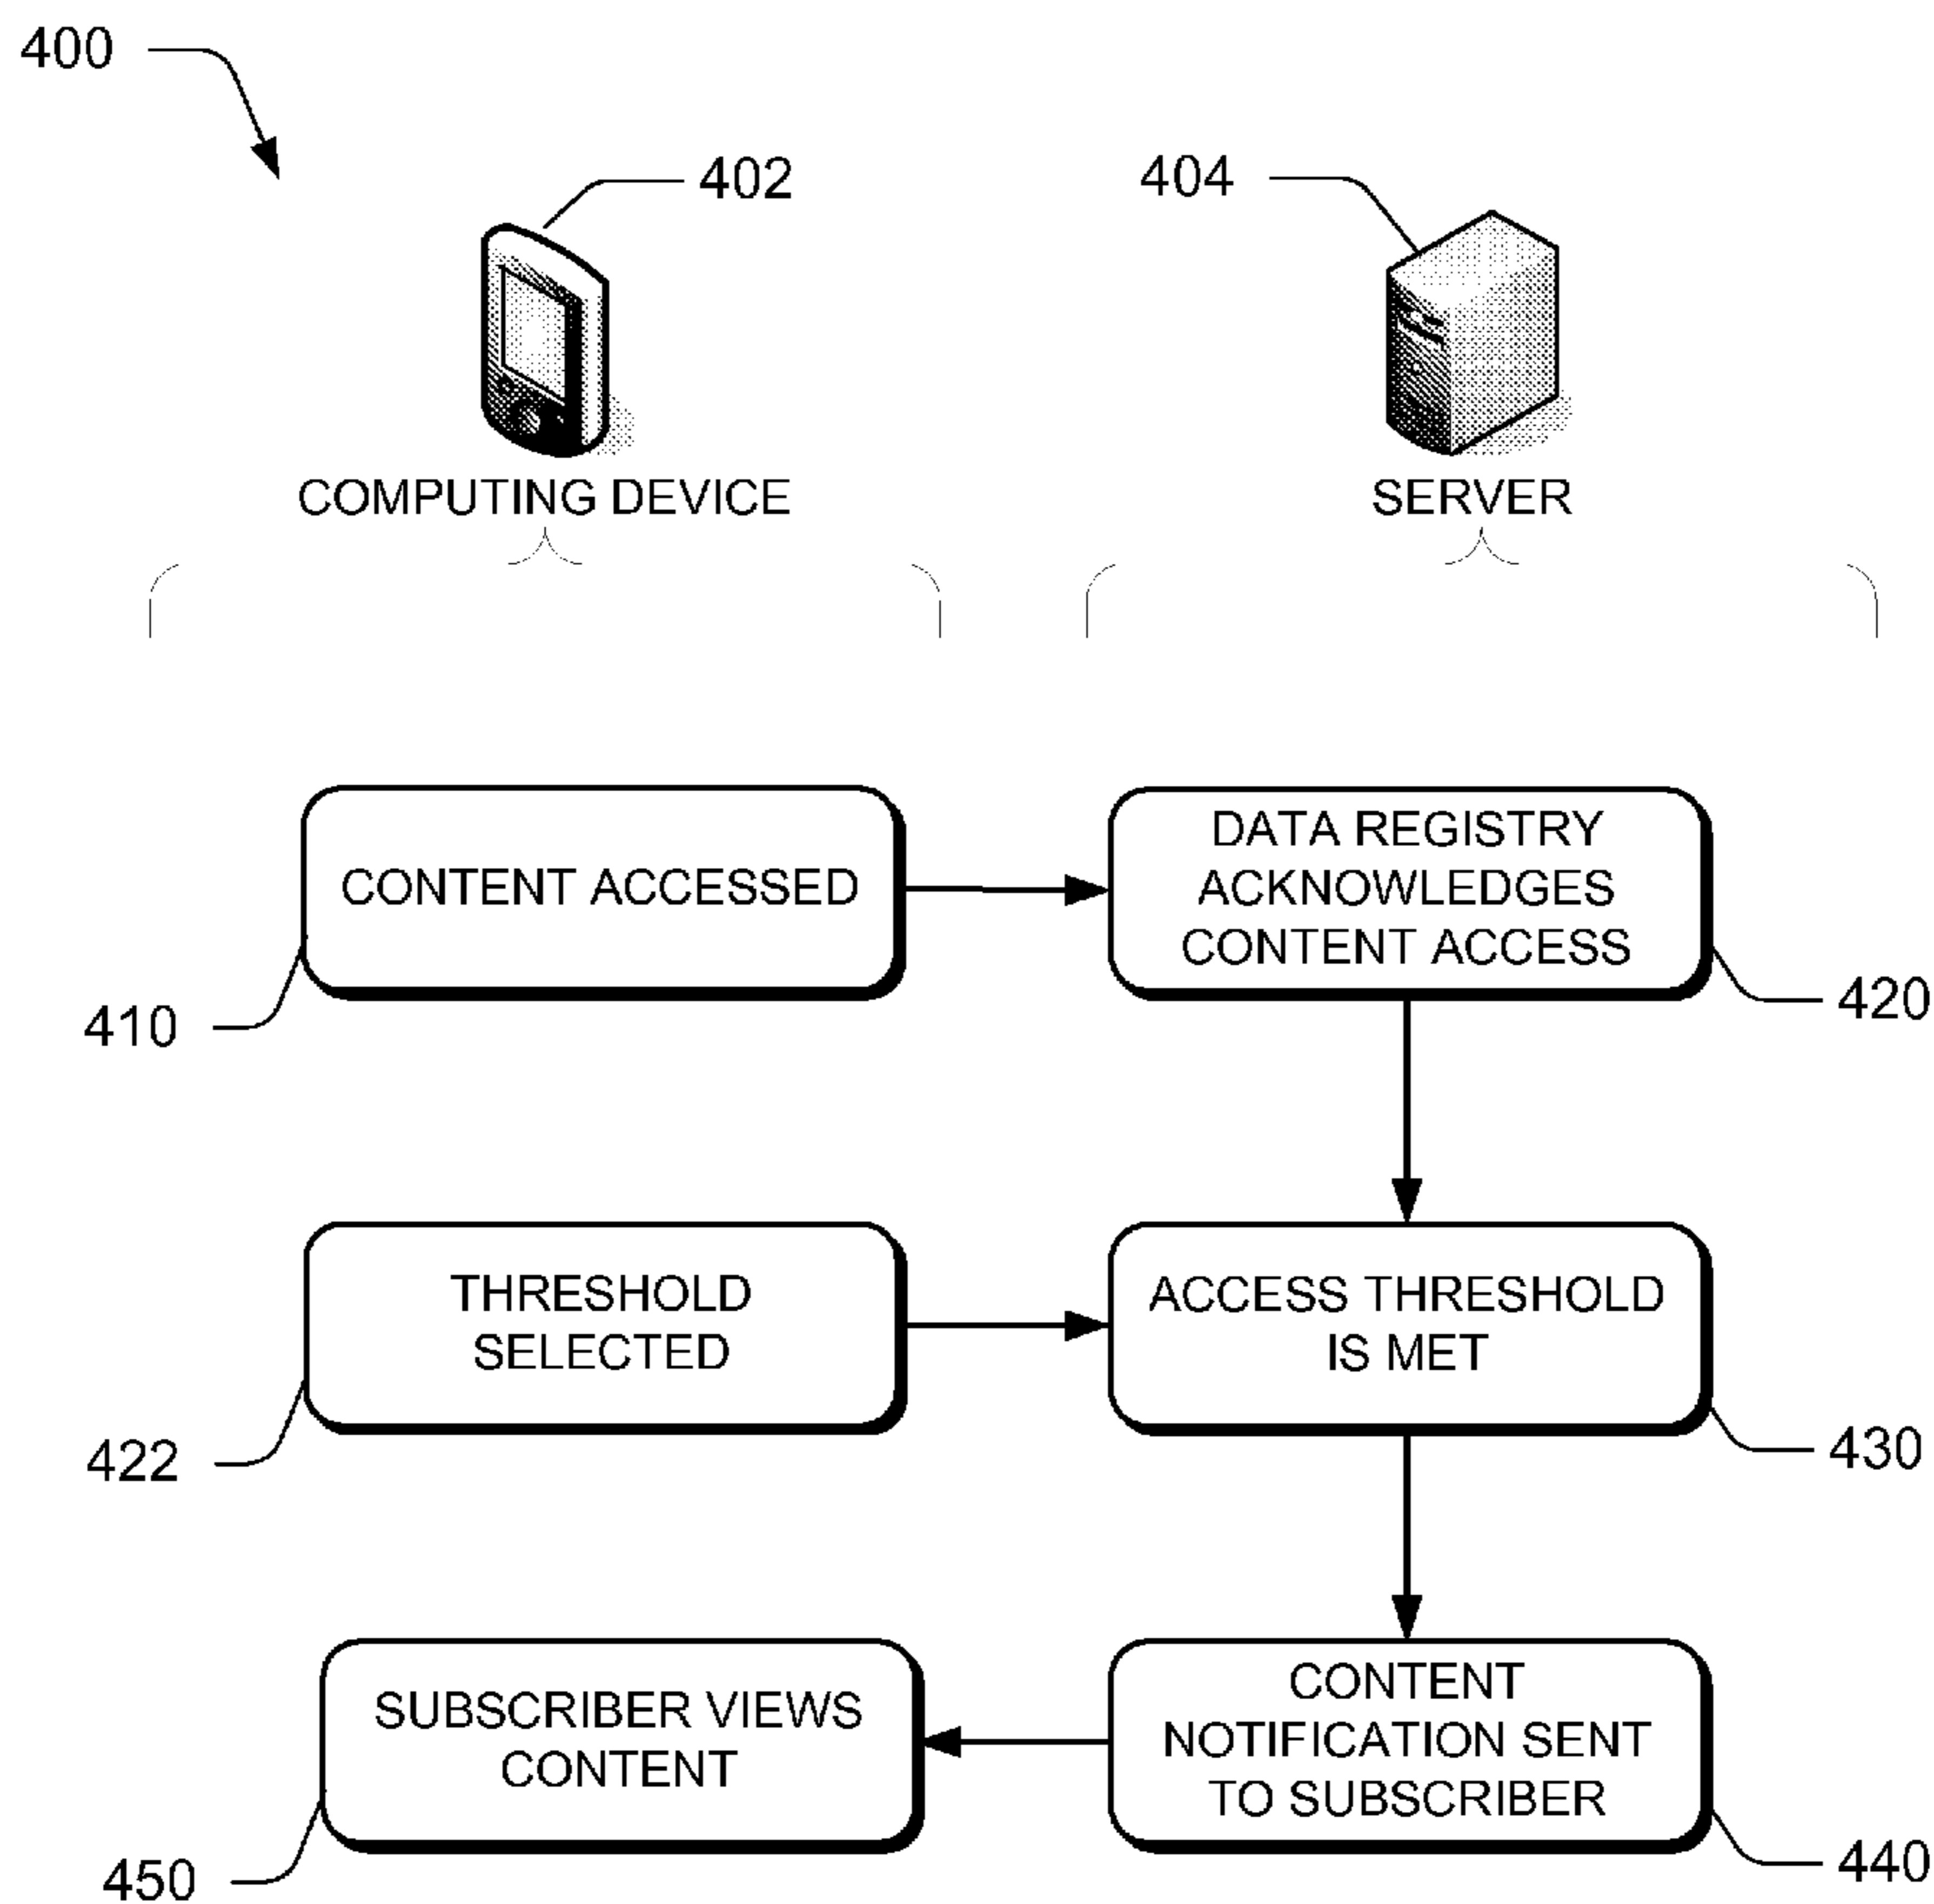 400
402
404
COMPUTING DEVICE
SERVER
CONTENT ACCESSED
410
DATA REGISTRY
ACKNOWLEDGES
CONTENT ACCESS
420
THRESHOLD
SELECTED
422
ACCESS THRESHOLD
IS MET
430
SUBSCRIBER VIEWS
CONTENT
450
CONTENT
NOTIFICATION SENT
TO SUBSCRIBER
440